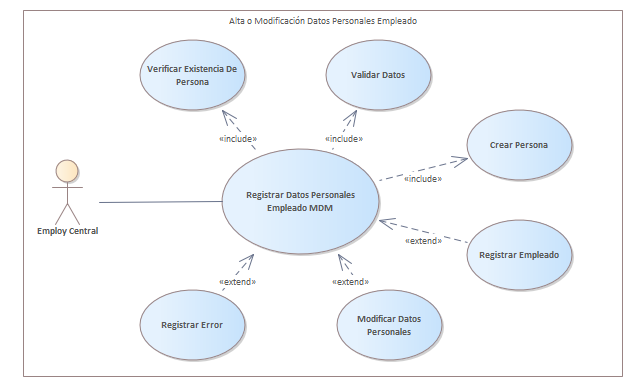 Alta o Modificación Datos Personales Empleado
Verificar Existencia De
Persona
Validar Datos
«include»
«include»
Crear Persona
«include»
Registrar Datos Personales
Empleado MDM
Employ Central
«extend»
Registrar Empleado
«extend»
«extend»
Registrar Error
Modificar Datos
Personales